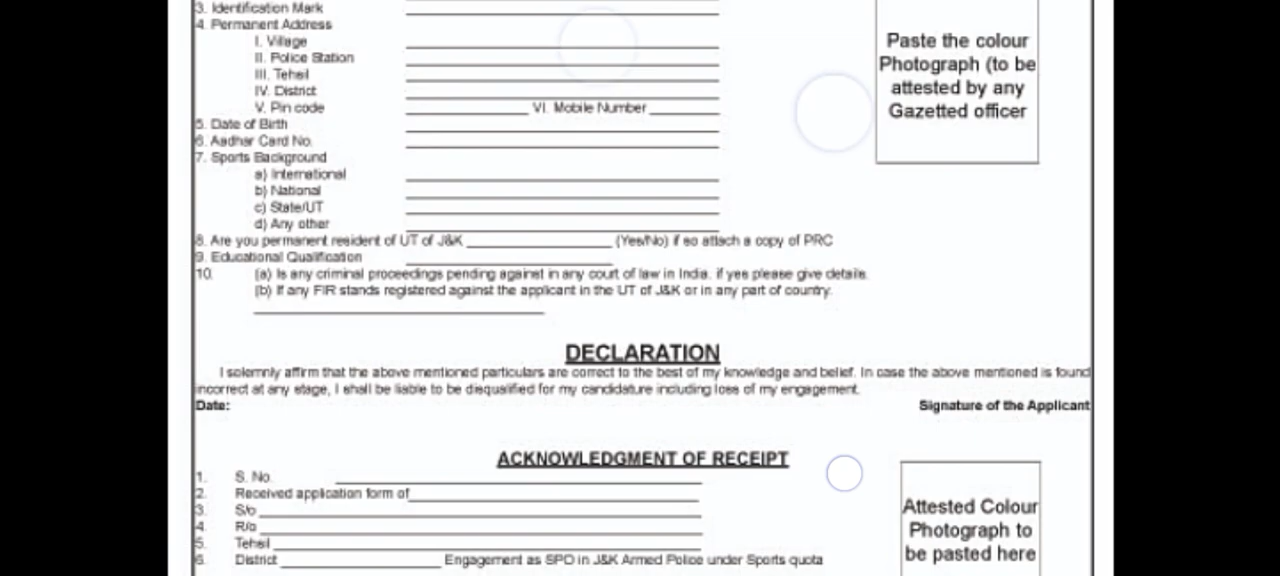 3. Identification Mark
4. Permanent Address
I. Village
II. Police Station
III. Tehsil
IV. District
V. Pin code VI. Mobile Number
5. Date of Birth
6. Aadhar Card No.
7. Sports Background
a) International
b) National
c) State/UT
d) Any other
8. Are you permanent resident of UT of J&K (Yes/No) if so attach a copy of PRC
9. Educational Qualification
10. (a) Is any criminal proceedings pending against in any court of law in India. if yes please give details.
(b) If any FIR stands registered against the applicant in the UT of J&K or in any part of country.
Paste the colour
Photograph (to be
attested by any
Gazetted officer
DECLARATION
I solemnly affirm that the above mentioned particulars are correct to the best of my knowledge and belief. In case the above mentioned is found
incorrect at any stage, I shall be liable to be disqualified for my candidature including loss of my engagement.
Date: Signature of the Applicant
ACKNOWLEDGMENT OF RECEIPT
1. S. No.
2. Received application form of
3. S/o
4. R/o
5. Tehsil
6. District Engagement as SPO in J&K Armed Police under Sports quota
Attested Colour
Photograph to
be pasted here